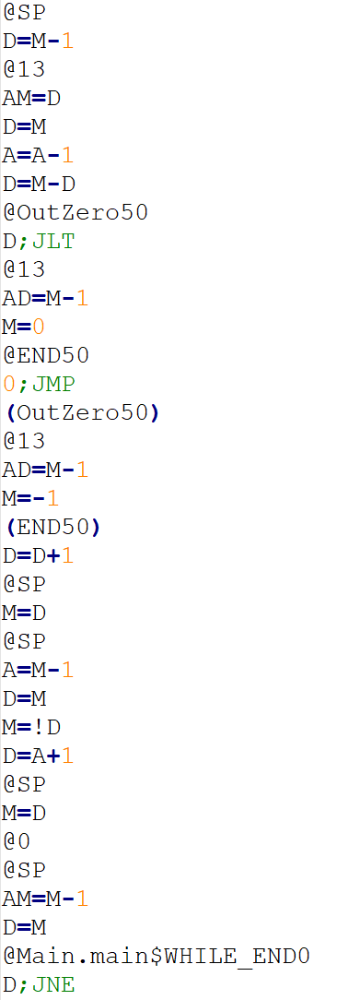 @SP
D=M-1
@13
AM=D
D=M
A=A-1
D=M-D
@OutZero50
D;JLT
@13
AD=M-1
M=0
@END50
0;JMP
(OutZero50)
@13
AD=M-1
M=-1
(END50)
D=D+1
@SP
M=D
@SP
A=M-1
D=M
M=!D
D=A+1
@SP
M=D
@0
@SP
AM=M-1
D=M
@Main.main$WHILE_END0
D;JNE